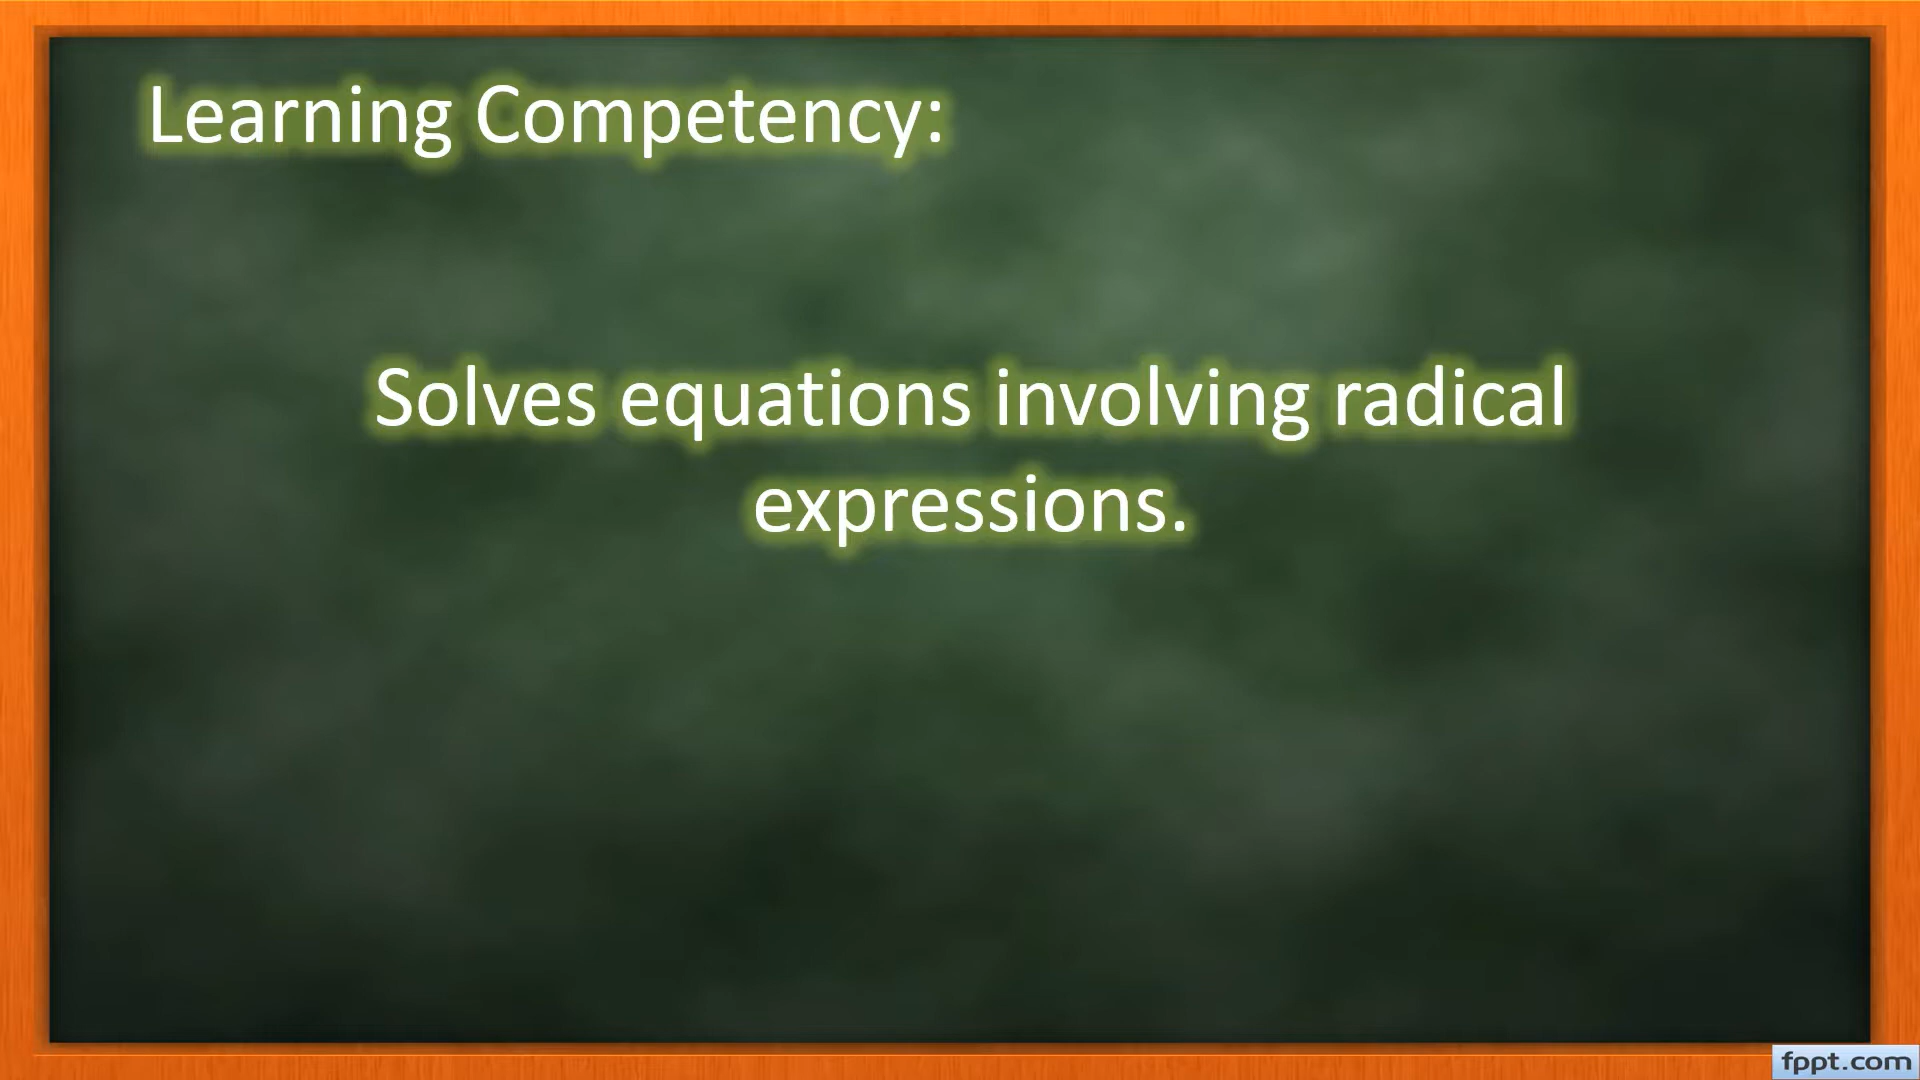 Learning Competency:
Solves equations involving radical
expressions.
fppt.com